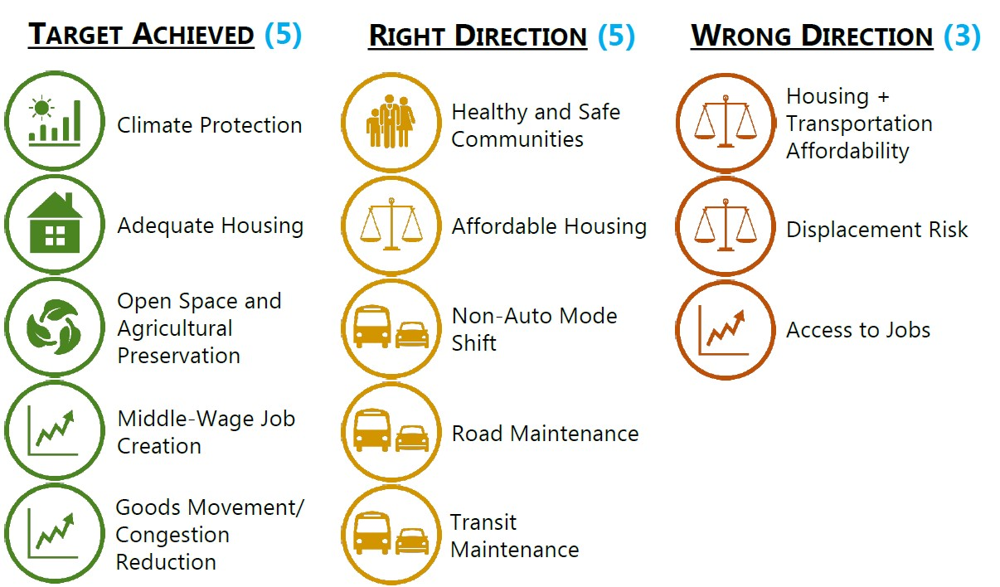 TARGET ACHIEVED (5)
Climate Protection
Adequate Housing
Open Space and
Agricultural
Preservation
Middle-Wage Job
Creation
Goods Movement/
Congestion
Reduction
RIGHT DIRECTION (5)
Healthy and Safe
Communities
Affordable Housing
Non-Auto Mode
Shift
Road Maintenance
Transit
Maintenance
WRONG DIRECTION (3)
Housing +
Transportation
Affordability
Displacement Risk
Access to Jobs